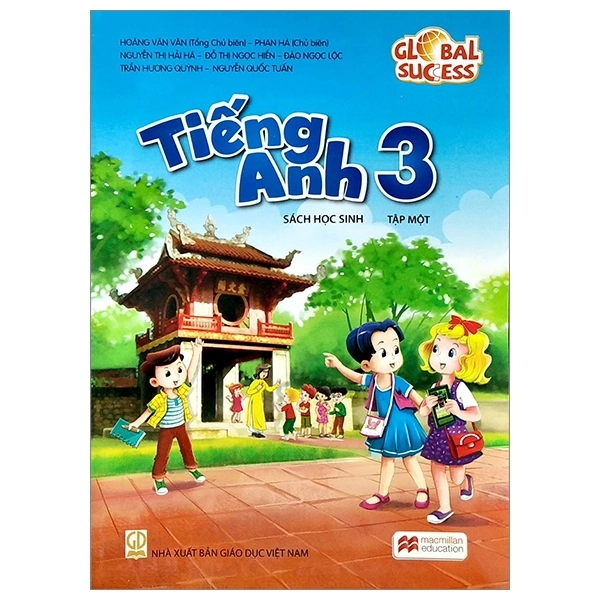 HOÀNG VĂN VÂN (Tổng Chủ biên) – PHAN HÀ (Chủ biên)
NGUYỄN THỊ HẢI HÀ – ĐỖ THỊ NGỌC HIỀN – ĐÀO NGỌC LỘC
TRẦN HƯƠNG QUỲNH – NGUYỄN QUỐC TUẤN
GLOBAL
SUCCESS
Tiếng
Anh 3
SÁCH HỌC SINH TẬP MỘT
GD
NHÀ XUẤT BẢN GIÁO DỤC VIỆT NAM
macmillan
education